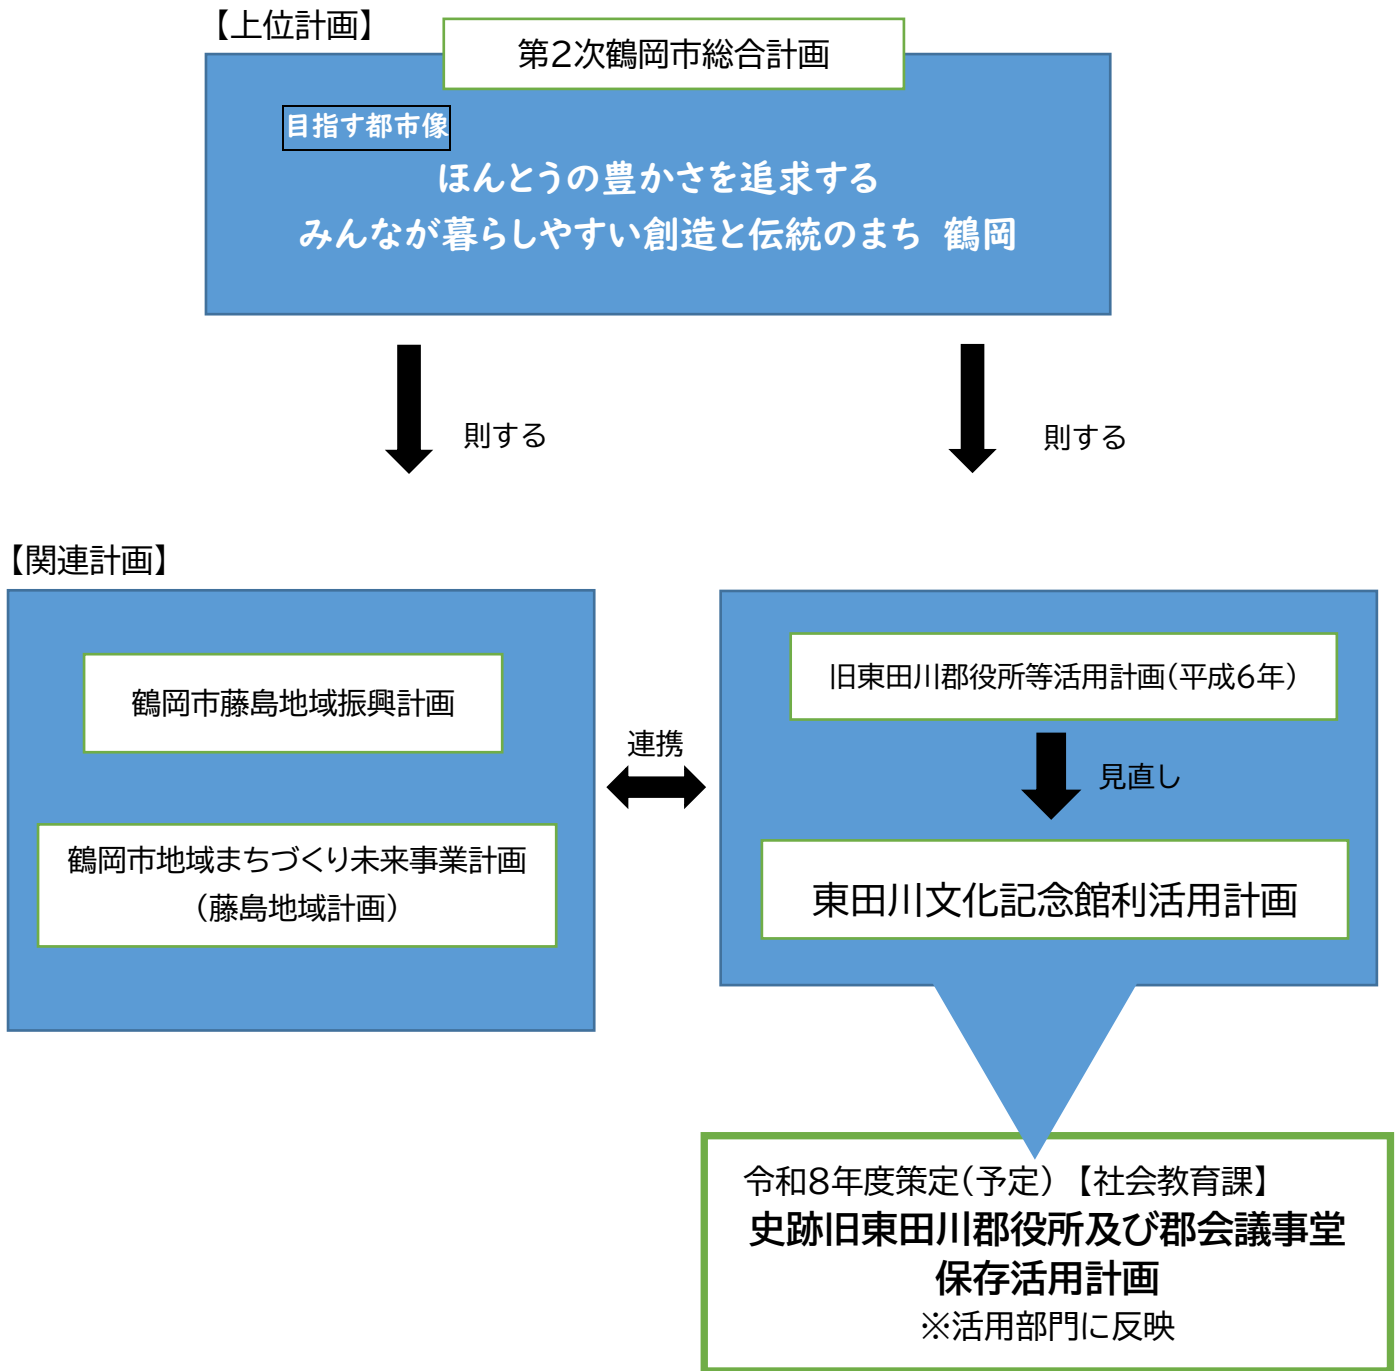 【上位計画】
第2次鶴岡市総合計画
目指す都市像
ほんとうの豊かさを追求する
みんなが暮らしやすい創造と伝統のまち 鶴岡
則する
則する
【関連計画】
鶴岡市藤島地域振興計画
鶴岡市地域まちづくり未来事業計画
（藤島地域計画）
連携
旧東田川郡役所等活用計画（平成6年）
見直し
東田川文化記念館利活用計画
令和8年度策定（予定）【社会教育課】
史跡旧東田川郡役所及び郡会議事堂
保存活用計画
※活用部門に反映